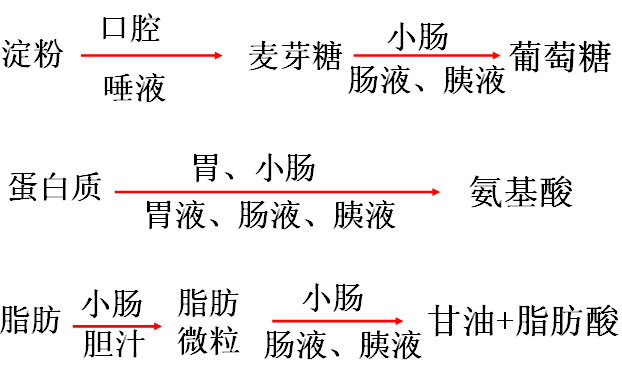 口腔
淀粉 麦芽糖 葡萄糖
唾液
小肠
肠液、胰液
胃、小肠
蛋白质 氨基酸
胃液、肠液、胰液
小肠 脂肪 小肠
脂肪 甘油+脂肪酸
胆汁 微粒 肠液、胰液